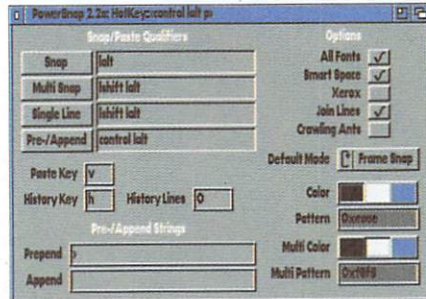 PowerSnap 2.2a: HotKey=<control lalt p>
Snap/Paste Qualifiers
Options
Snap lalt
Multi Snap lshift lalt
Single Line lshift lalt
Pre-/Append control lalt
All Fonts
Smart Space
Xerox
Join Lines
Crawling Ants
Default Mode Frame Snap
Paste Key v
History Key h History Lines 0
Color
Pattern 0xeeee
Pre-/Append Strings
Multi Color
Prepend >
Multi Pattern 0xf8f8
Append